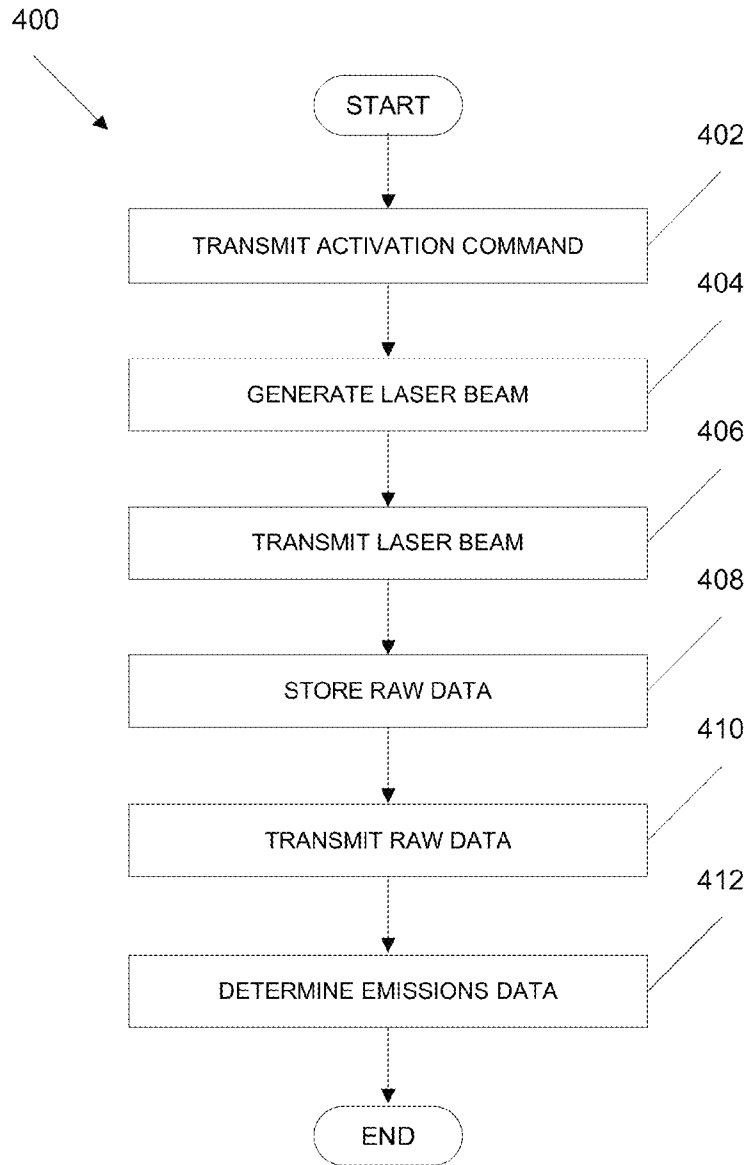 400
START
402
TRANSMIT ACTIVATION COMMAND
404
GENERATE LASER BEAM
406
TRANSMIT LASER BEAM
408
STORE RAW DATA
410
TRANSMIT RAW DATA
412
DETERMINE EMISSIONS DATA
END